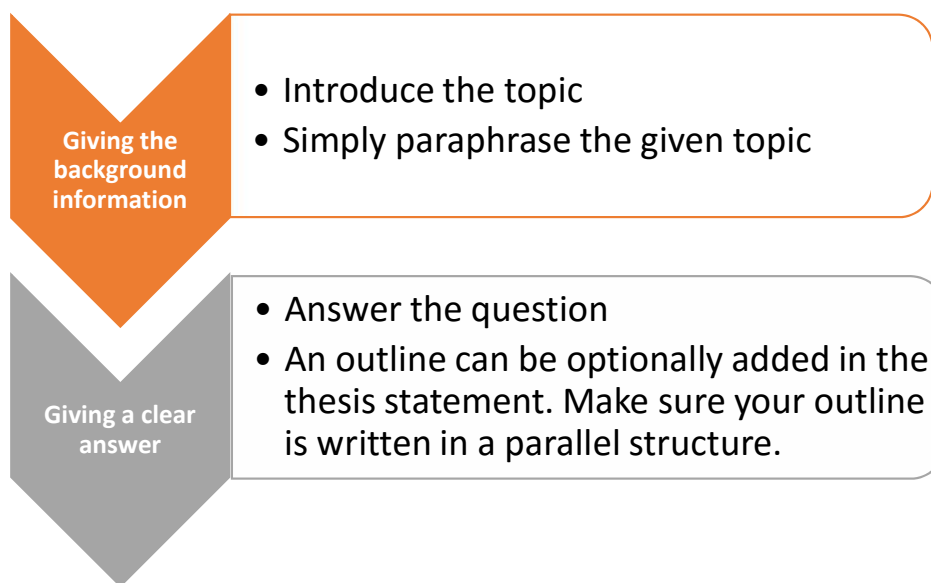 Giving the
background
information
• Introduce the topic
• Simply paraphrase the given topic
Giving a clear
answer
• Answer the question
• An outline can be optionally added in the
thesis statement. Make sure your outline
is written in a parallel structure.